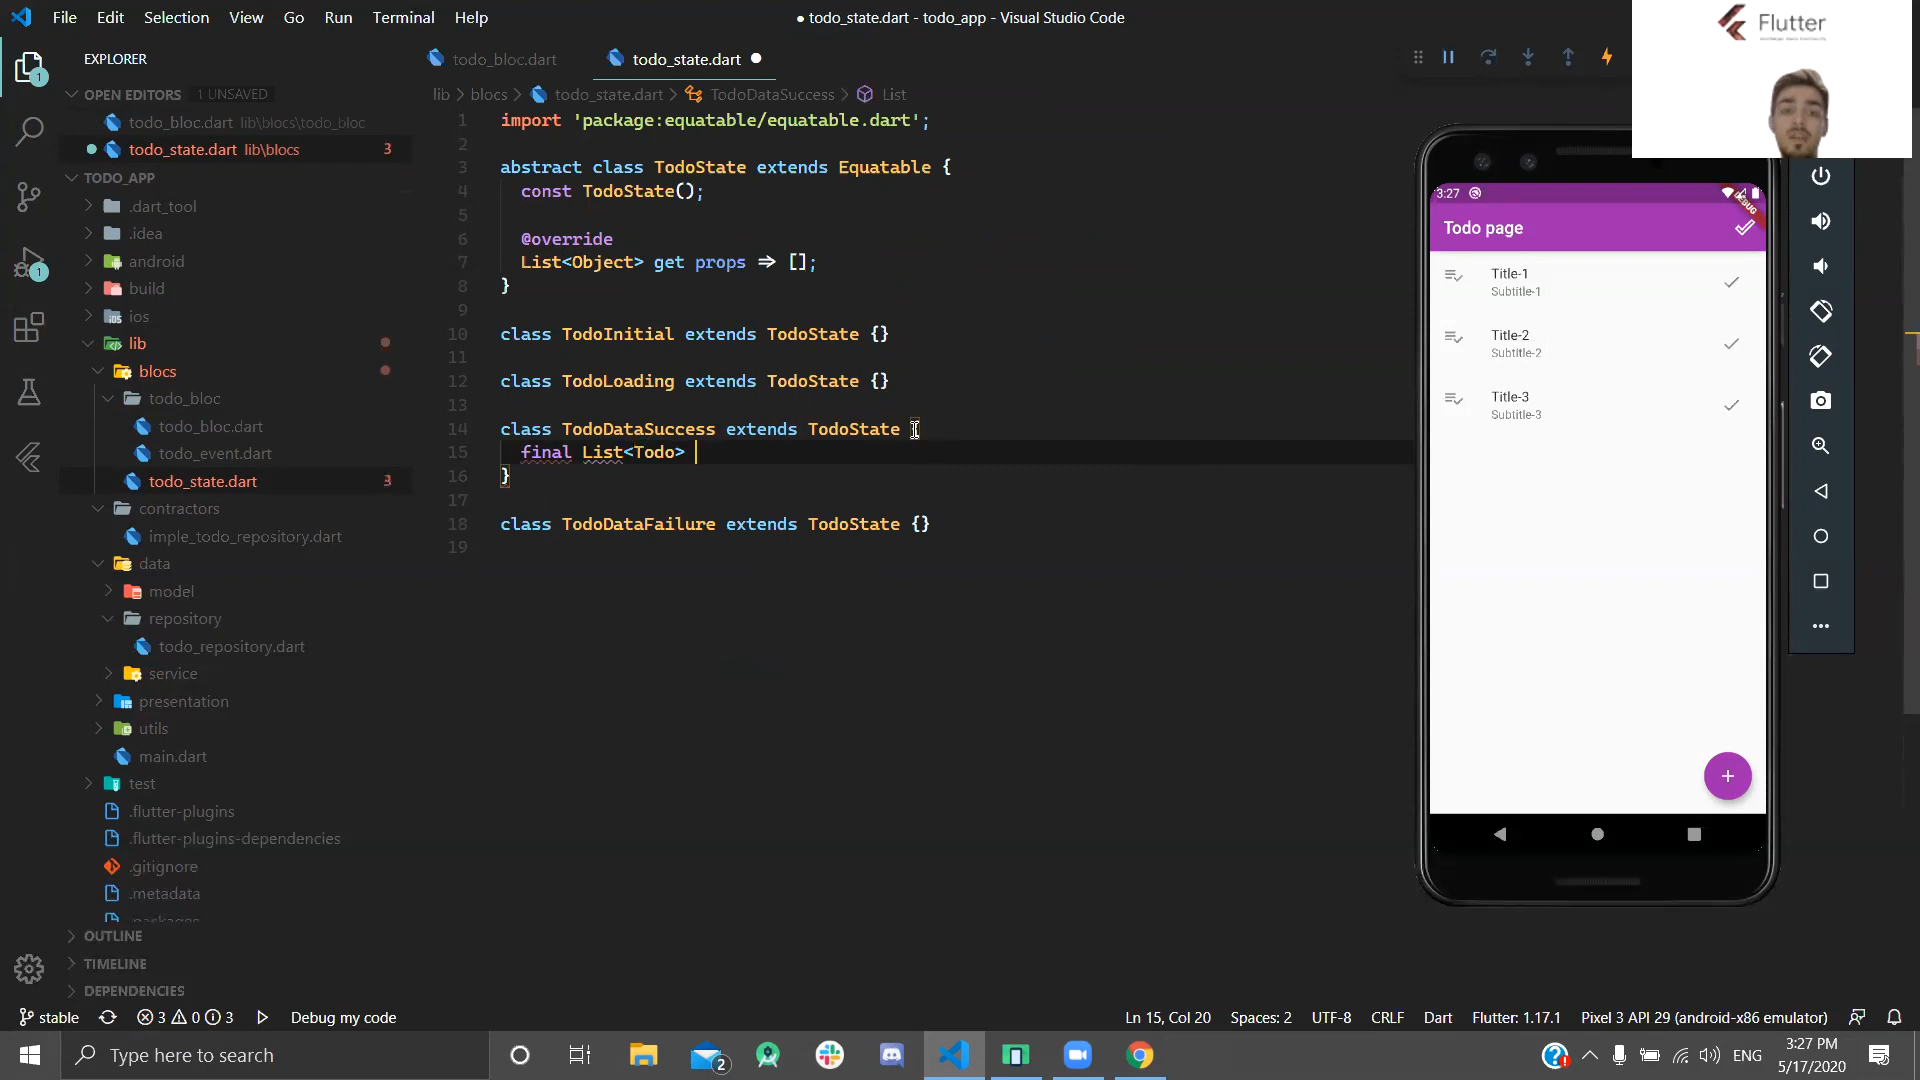 File Edit Selection View Go Run Terminal Help
● todo_state.dart - todo_app - Visual Studio Code
Flutter
EXPLORER
todo_bloc.dart
todo_state.dart
OPEN EDITORS 1 UNSAVED
todo_bloc.dart lib\blocs\todo_bloc
todo_state.dart lib\blocs 3
TODO_APP
.dart_tool
.idea
android
build
ios
lib
blocs
todo_bloc
todo_bloc.dart
todo_event.dart
todo_state.dart 3
contractors
imple_todo_repository.dart
data
model
repository
todo_repository.dart
service
presentation
utils
main.dart
test
.flutter-plugins
.flutter-plugins-dependencies
.gitignore
.metadata
.packages
OUTLINE
TIMELINE
DEPENDENCIES
lib > blocs > todo_state.dart > TodoDataSuccess > List
1 import 'package:equatable/equatable.dart';
2
3 abstract class TodoState extends Equatable {
4 const TodoState();
5
6 @override
7 List<Object> get props => [];
8 }
9
10 class TodoInitial extends TodoState {}
11
12 class TodoLoading extends TodoState {}
13
14 class TodoDataSuccess extends TodoState {
15 final List<Todo>
16 }
17
18 class TodoDataFailure extends TodoState {}
19
3:27
DEBUG
Todo page
Title-1
Subtitle-1
Title-2
Subtitle-2
Title-3
Subtitle-3
stable 3 0 3 Debug my code
Ln 15, Col 20 Spaces: 2 UTF-8 CRLF Dart Flutter: 1.17.1 Pixel 3 API 29 (android-x86 emulator)
Type here to search
2
ENG
3:27 PM
5/17/2020